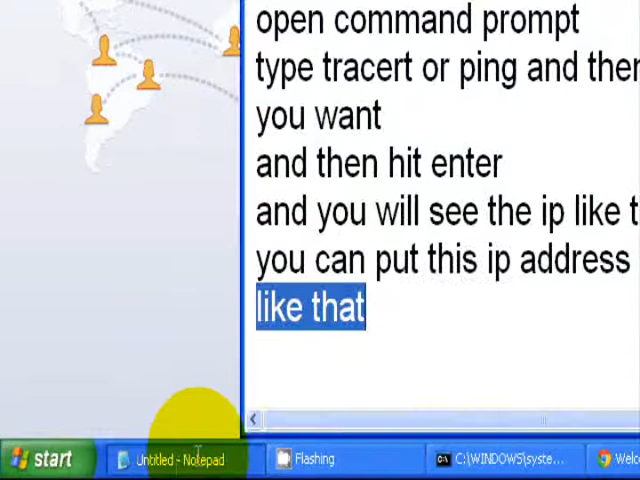 open command prompt
type tracert or ping and then
you want
and then hit enter
and you will see the ip like t
you can put this ip address
like that
start
Untitled - Notepad
Flashing
C:\WINDOWS\syste...
Welc